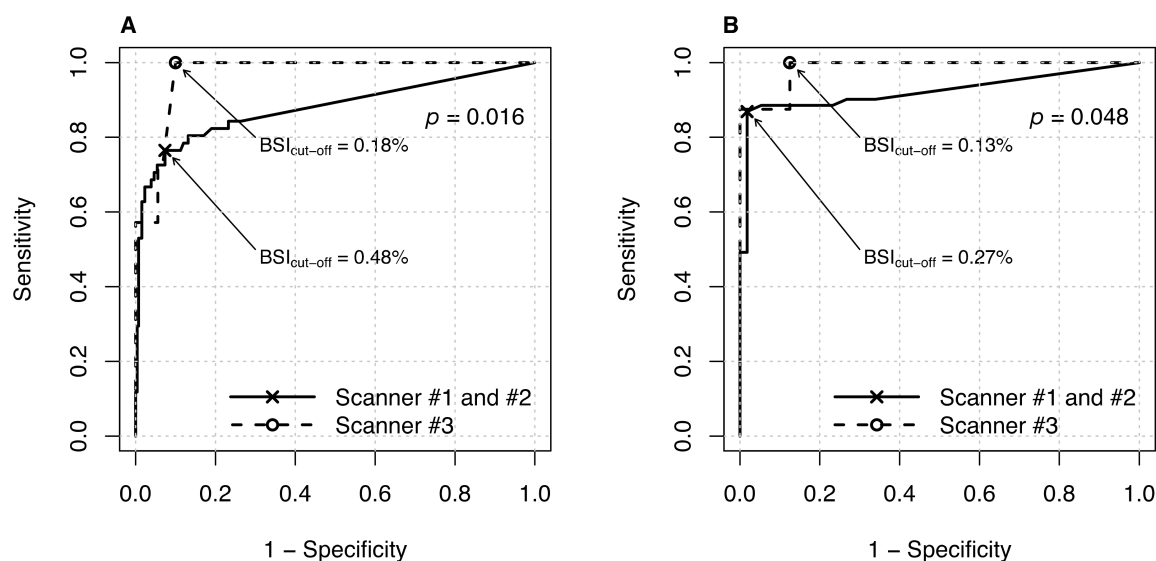 A
Sensitivity
1.0
0.8
0.6
0.4
0.2
0.0
p = 0.016
BSIcut−off = 0.18%
BSIcut−off = 0.48%
Scanner #1 and #2
Scanner #3
0.0 0.2 0.4 0.6 0.8 1.0
1 − Specificity
B
Sensitivity
1.0
0.8
0.6
0.4
0.2
0.0
p = 0.048
BSIcut−off = 0.13%
BSIcut−off = 0.27%
Scanner #1 and #2
Scanner #3
0.0 0.2 0.4 0.6 0.8 1.0
1 − Specificity